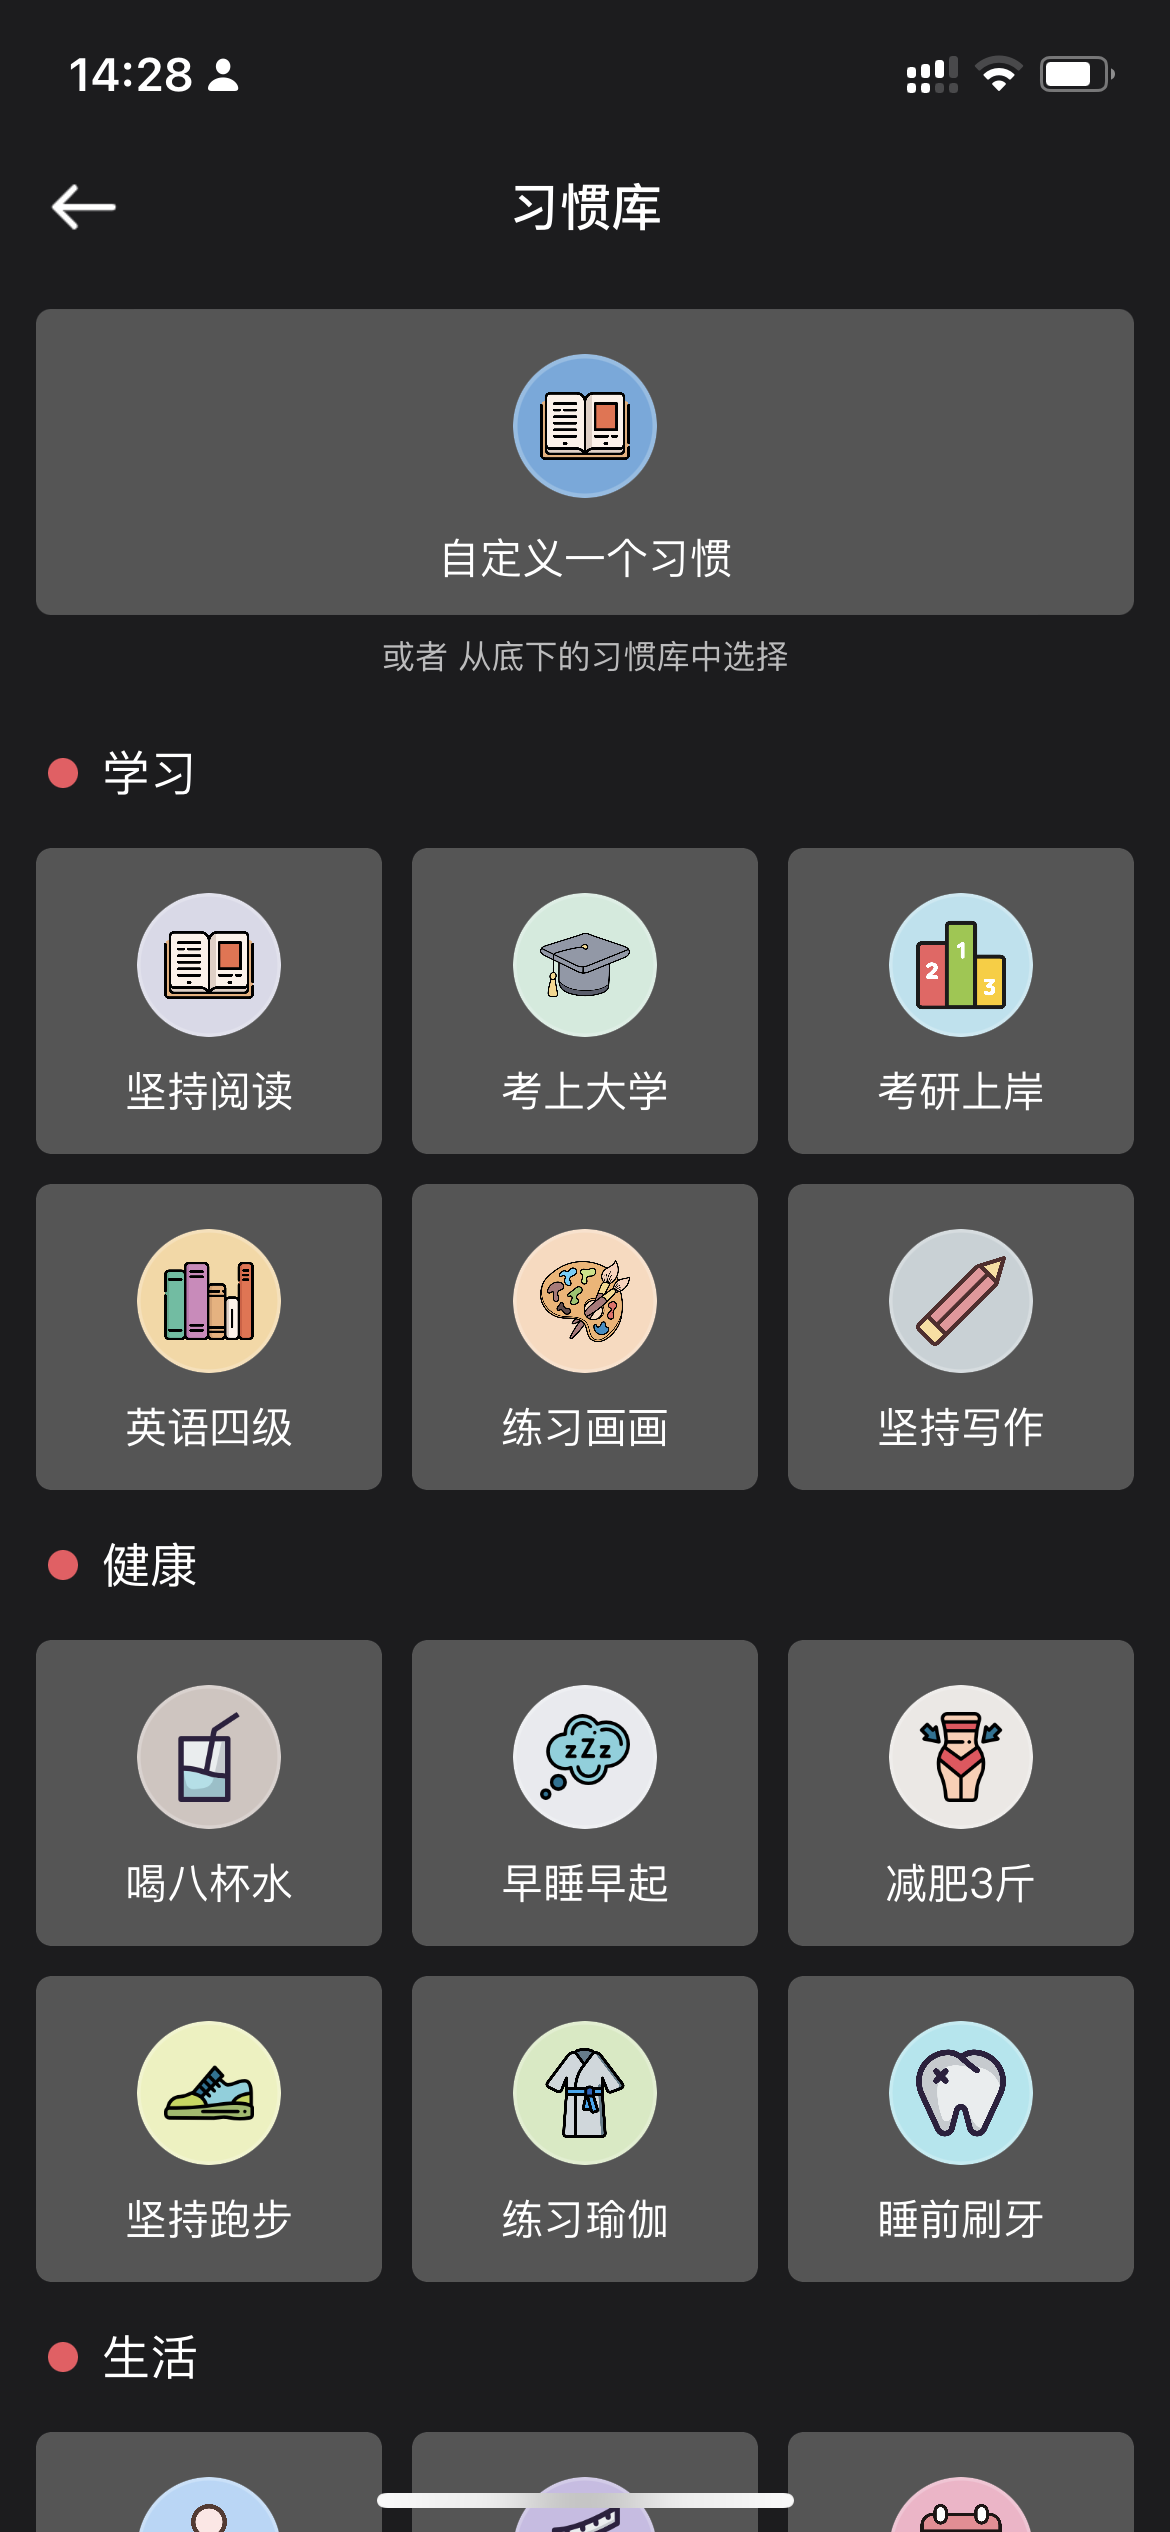 14:28
习惯库
自定义一个习惯
或者 从底下的习惯库中选择
学习
2 1 3
坚持阅读 考上大学 考研上岸
英语四级 练习画画 坚持写作
健康
zZz
喝八杯水 早睡早起 减肥3斤
坚持跑步 练习瑜伽 睡前刷牙
生活